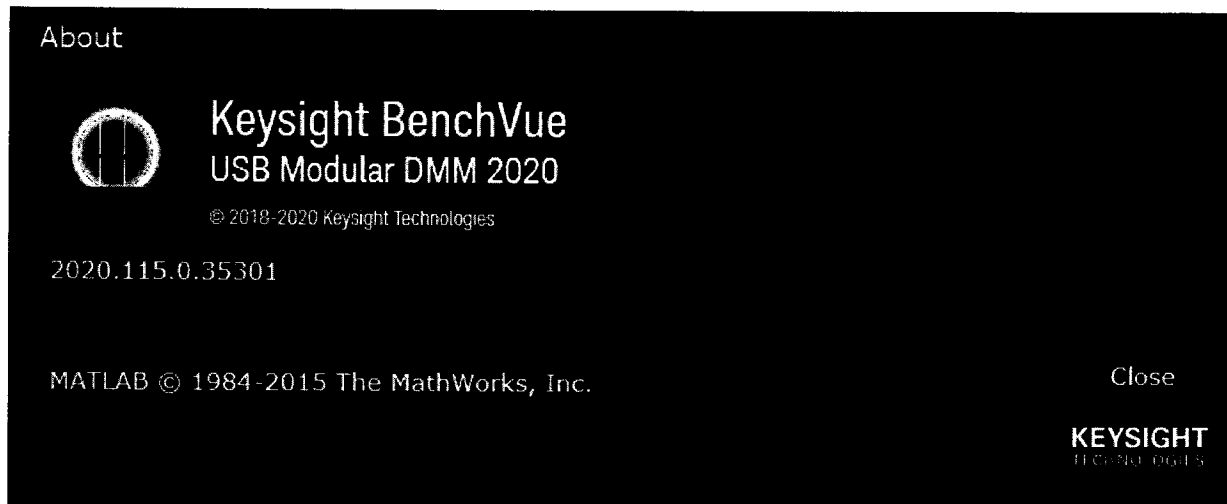 About
Keysight BenchVue
USB Modular DMM 2020
© 2018-2020 Keysight Technologies
2020.115.0.35301
MATLAB © 1984-2015 The MathWorks, Inc.
Close
KEYSIGHT
TECHNOLOGIES